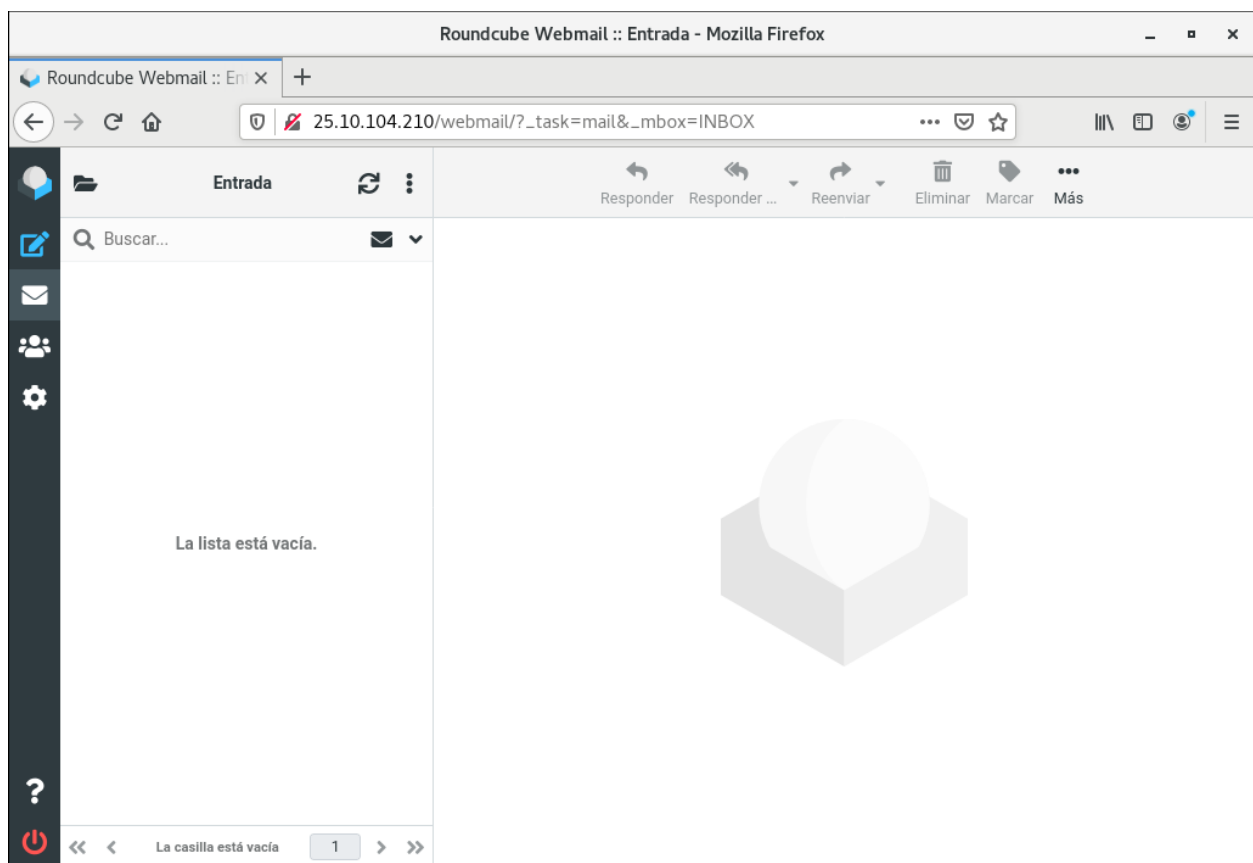 Roundcube Webmail :: Entrada - Mozilla Firefox
Roundcube Webmail :: En
25.10.104.210/webmail/?_task=mail&_mbox=INBOX
Entrada
Responder Responder ... Reenviar Eliminar Marcar Más
Buscar...
La lista está vacía.
La casilla está vacía 1